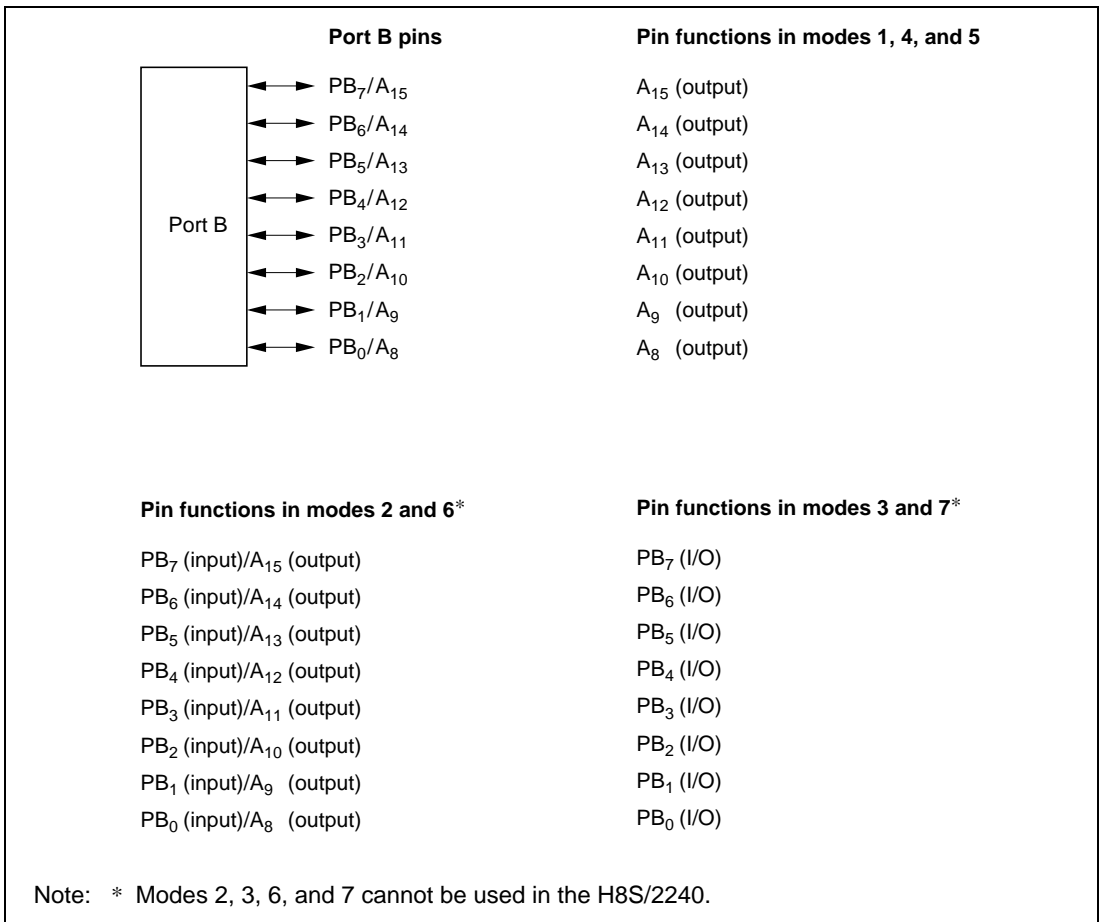 Port B pins Pin functions in modes 1, 4, and 5
PB₇/A₁₅ A₁₅ (output)
PB₆/A₁₄ A₁₄ (output)
PB₅/A₁₃ A₁₃ (output)
PB₄/A₁₂ A₁₂ (output)
Port B
PB₃/A₁₁ A₁₁ (output)
PB₂/A₁₀ A₁₀ (output)
PB₁/A₉ A₉ (output)
PB₀/A₈ A₈ (output)
Pin functions in modes 2 and 6*
PB₇ (input)/A₁₅ (output)
PB₆ (input)/A₁₄ (output)
PB₅ (input)/A₁₃ (output)
PB₄ (input)/A₁₂ (output)
PB₃ (input)/A₁₁ (output)
PB₂ (input)/A₁₀ (output)
PB₁ (input)/A₉ (output)
PB₀ (input)/A₈ (output)
Pin functions in modes 3 and 7*
PB₇ (I/O)
PB₆ (I/O)
PB₅ (I/O)
PB₄ (I/O)
PB₃ (I/O)
PB₂ (I/O)
PB₁ (I/O)
PB₀ (I/O)
Note: * Modes 2, 3, 6, and 7 cannot be used in the H8S/2240.